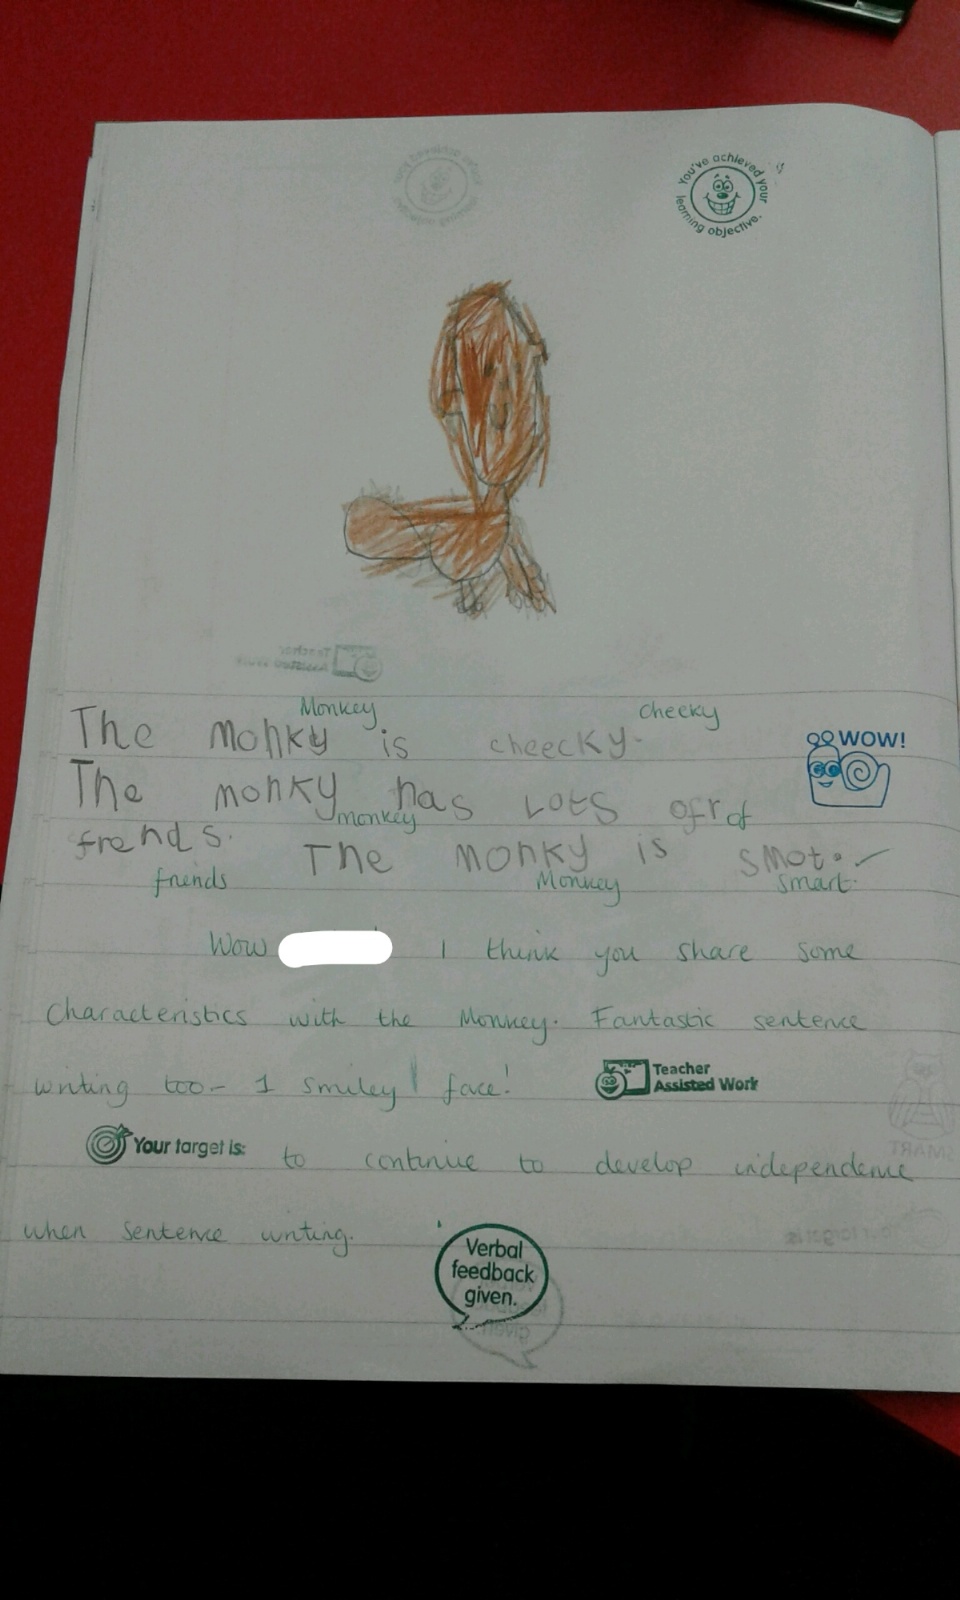 You've achieved your learning objective.
Monkey cheeky
The monky is cheecky.
WOW!
The monky has Lots ofr of
monkey
frends. The monky is smot.
friends Monkey smart.
Wow I think you share some
characteristics with the Monkey. Fantastic sentence
writing too - 1 smiley face!
Teacher
Assisted Work
Your target is: to continue to develop independence
when sentence writing.
Verbal
feedback
given.